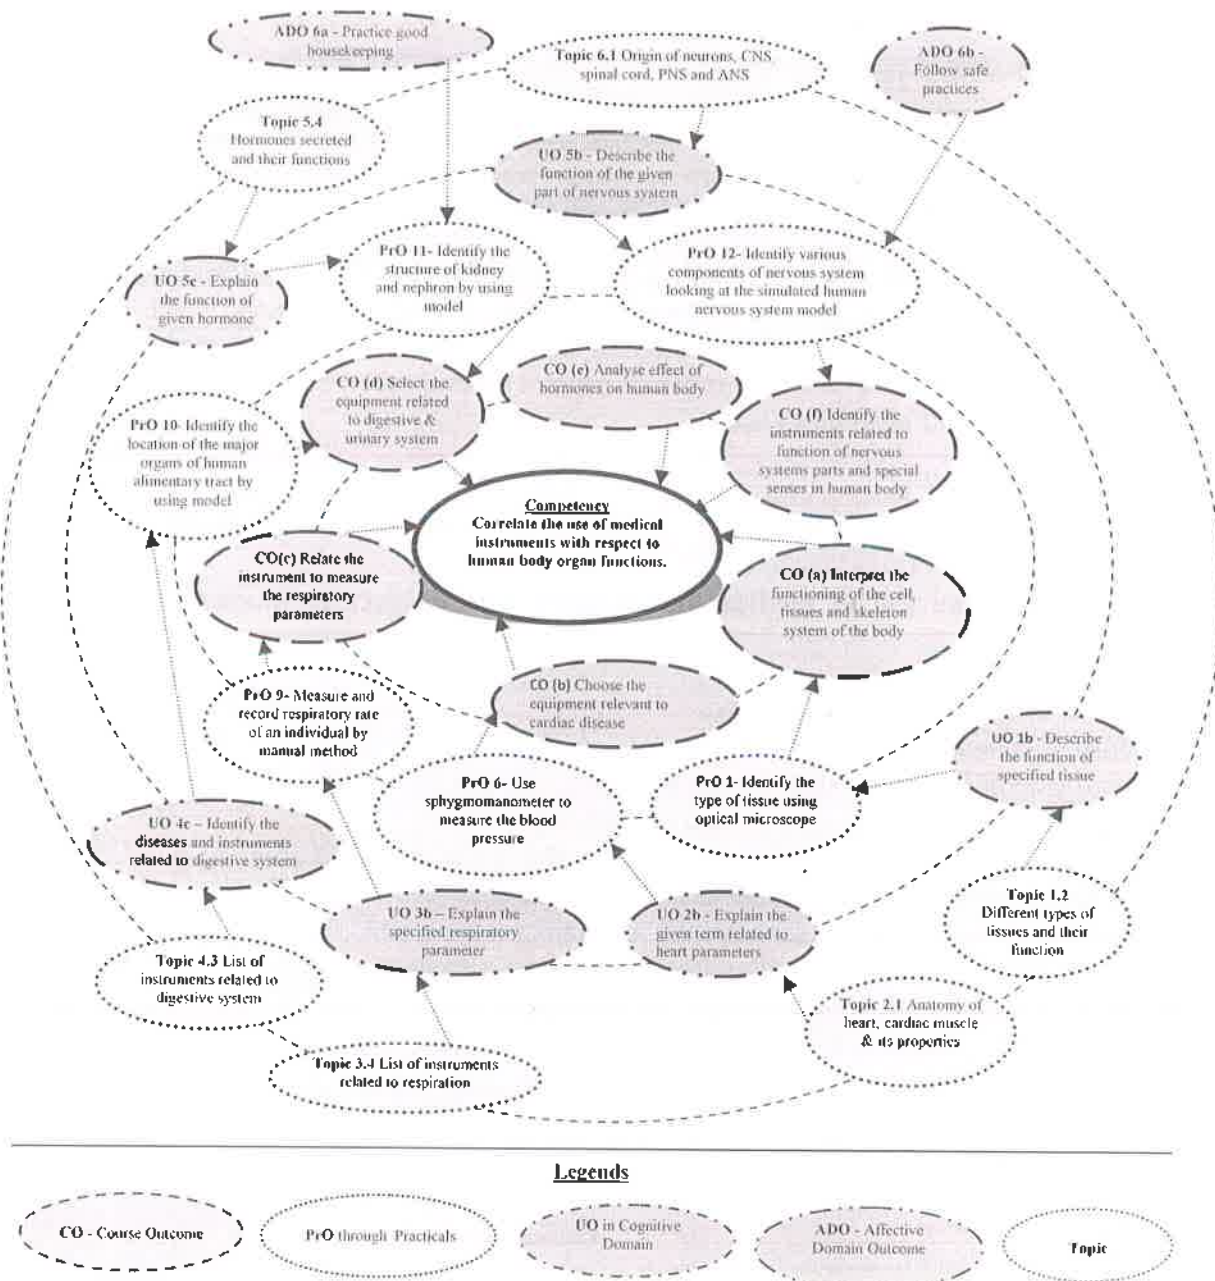 ADO 6a - Practice good
housekeeping
Topic 6.1 Origin of neurons, CNS
spinal cord, PNS and ANS
ADO 6b -
Follow safe
practices
Topic 5.4
Hormones secreted
and their functions
UO 5b - Describe the
function of the given
part of nervous system
UO 5c - Explain
the function of
given hormone
PrO 11- Identify the
structure of kidney
and nephron by using
model
PrO 12- Identify various
components of nervous system
looking at the simulated human
nervous system model
CO (d) Select the
equipment related
to digestive &
urinary system
CO (e) Analyse effect of
hormones on human body
CO (f) Identify the
instruments related to
function of nervous
systems parts and special
senses in human body
PrO 10- Identify the
location of the major
organs of human
alimentary tract by
using model
Competency
Correlate the use of medical
instruments with respect to
human body organ functions.
CO(c) Relate the
instrument to measure
the respiratory
parameters
CO (a) Interpret the
functioning of the cell,
tissues and skeleton
system of the body
CO (b) Choose the
equipment relevant to
cardiac disease
PrO 9- Measure and
record respiratory rate
of an individual by
manual method
UO 1b - Describe
the function of
specified tissue
PrO 6- Use
sphygmomanometer to
measure the blood
pressure
PrO 1- Identify the
type of tissue using
optical microscope
UO 4c – Identify the
diseases and instruments
related to digestive system
UO 3b – Explain the
specified respiratory
parameter
UO 2b - Explain the
given term related to
heart parameters
Topic 1.2
Different types of
tissues and their
function
Topic 4.3 List of
instruments related to
digestive system
Topic 2.1 Anatomy of
heart, cardiac muscle
& its properties
Topic 3.4 List of instruments
related to respiration
Legends
CO - Course Outcome
PrO through Practicals
UO in Cognitive
Domain
ADO - Affective
Domain Outcome
Topic